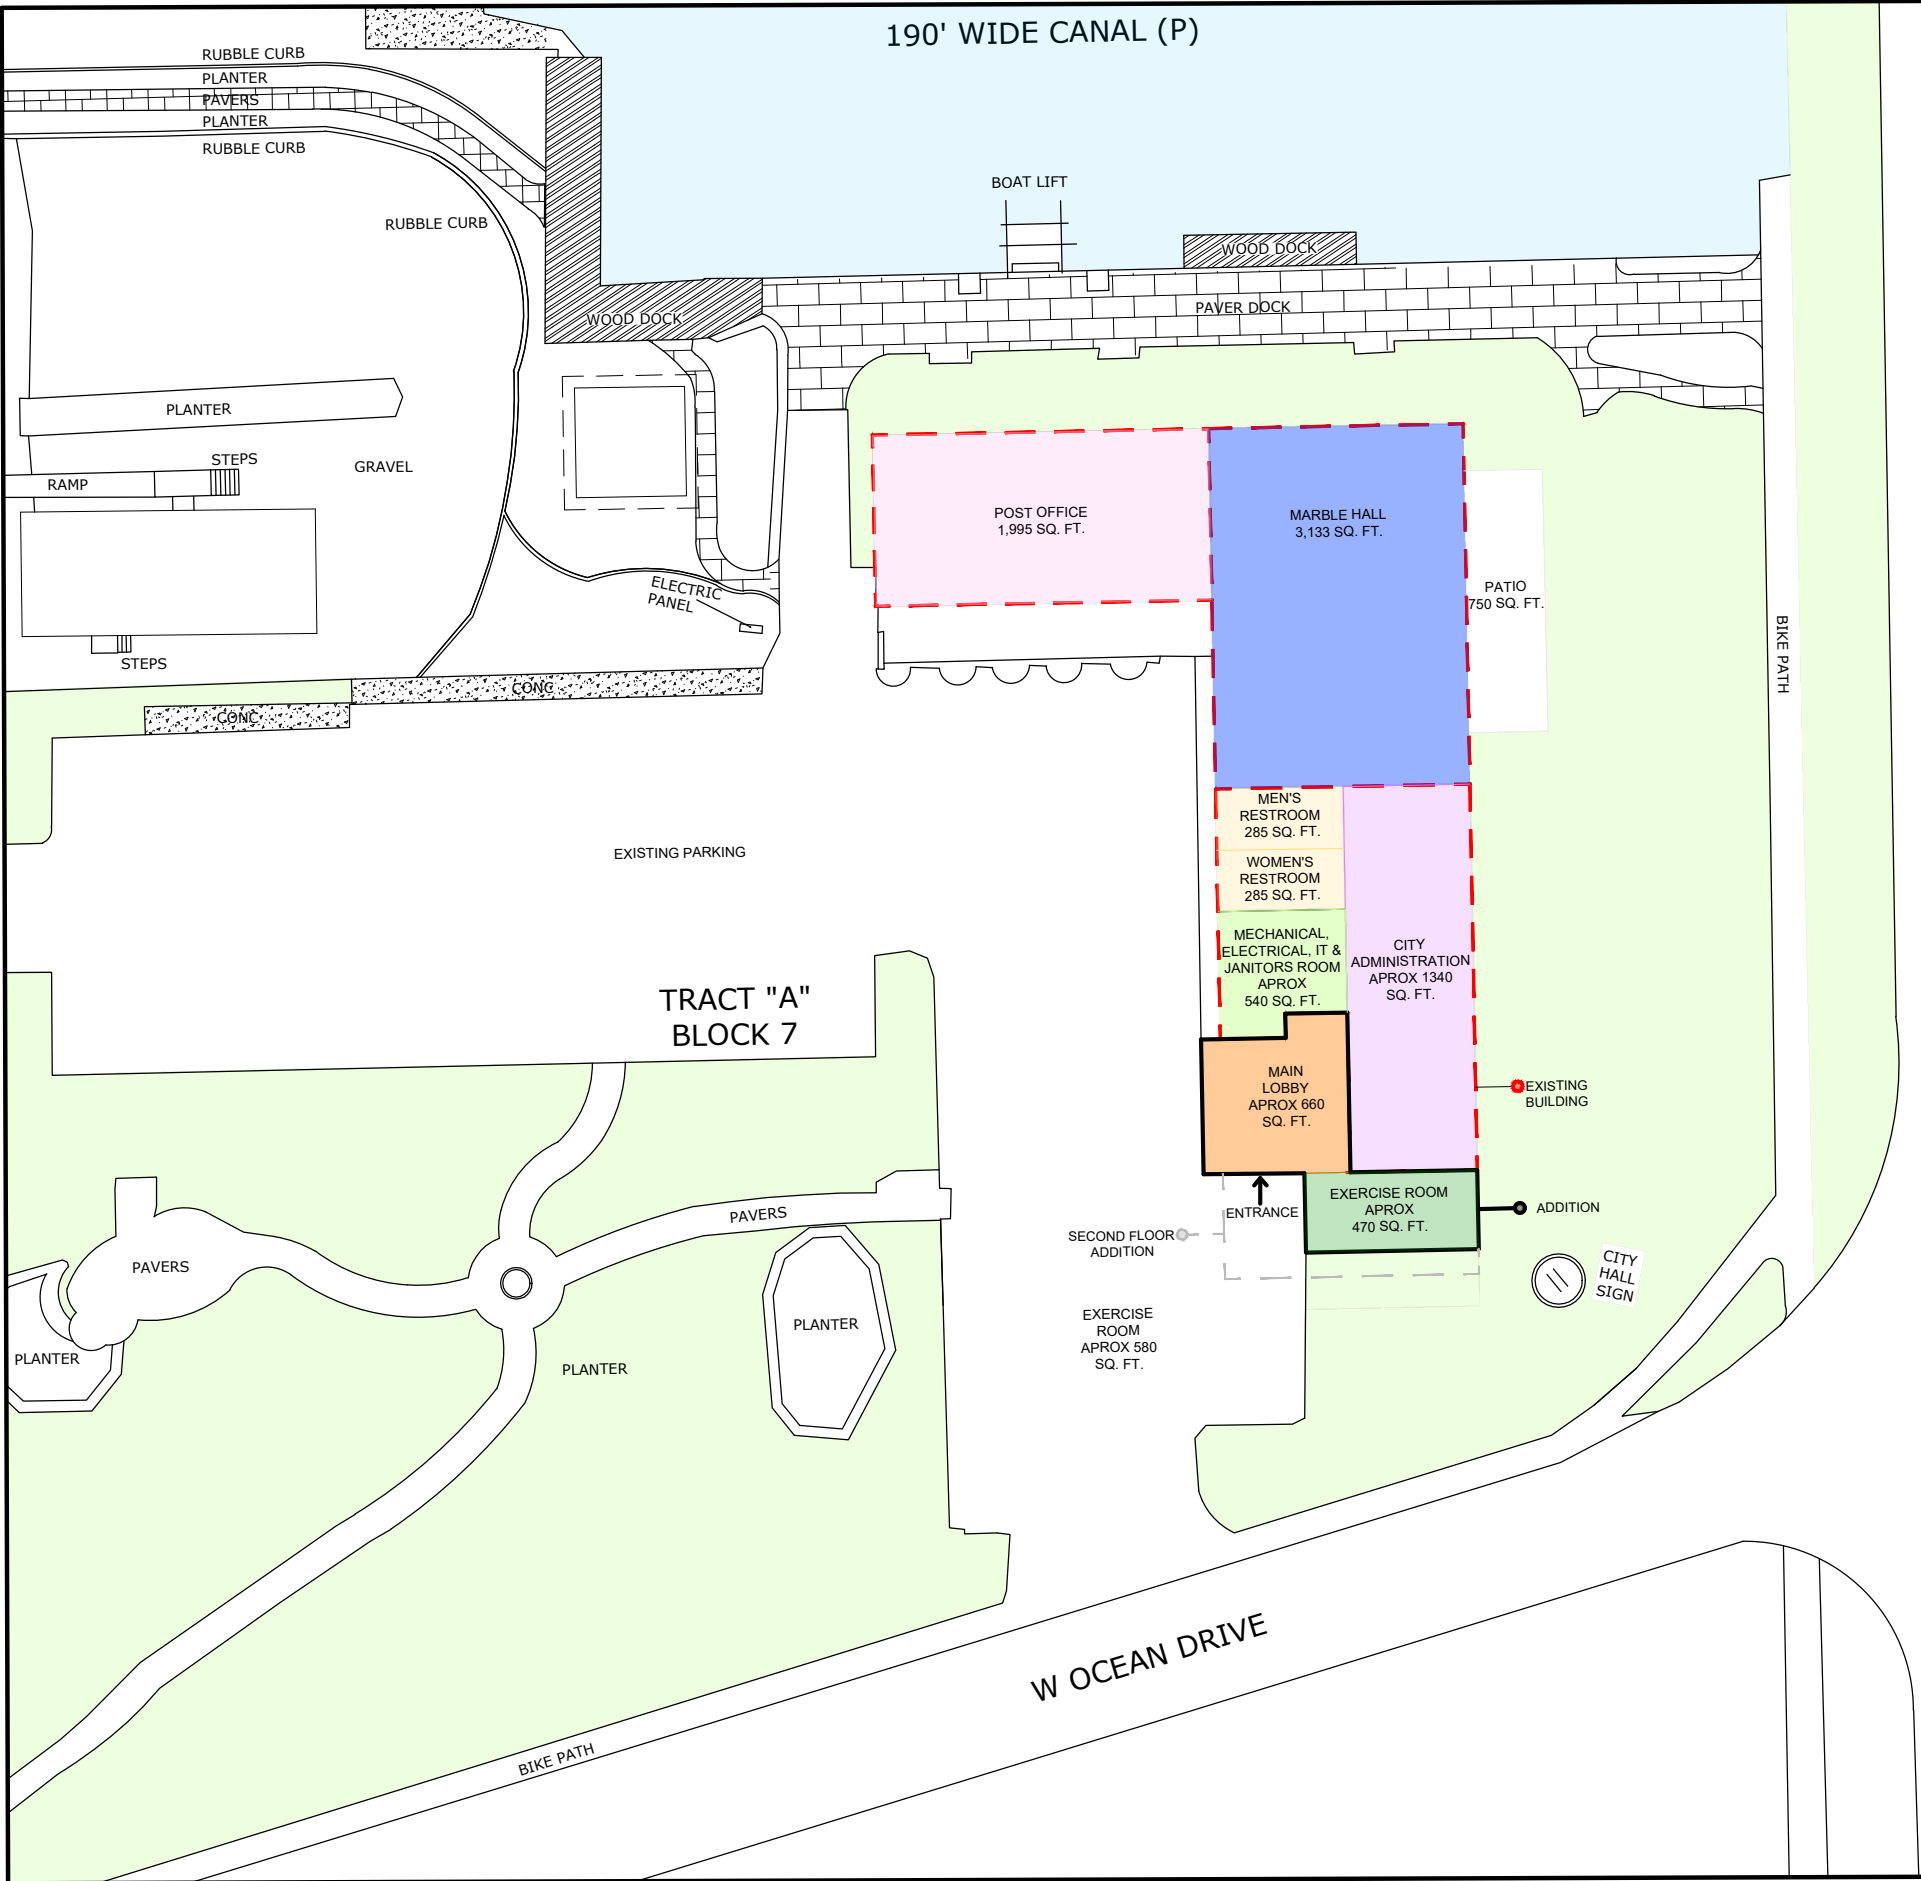 190' WIDE CANAL (P)
RUBBLE CURB
PLANTER
PAVERS
PLANTER
RUBBLE CURB
RUBBLE CURB
BOAT LIFT
WOOD DOCK
WOOD DOCK
PAVER DOCK
PLANTER
STEPS
RAMP
GRAVEL
POST OFFICE
1,995 SQ. FT.
MARBLE HALL
3,133 SQ. FT.
PATIO
750 SQ. FT.
ELECTRIC
PANEL
STEPS
BIKE PATH
CONC
CONC
MEN'S
RESTROOM
285 SQ. FT.
WOMEN'S
RESTROOM
285 SQ. FT.
EXISTING PARKING
MECHANICAL,
ELECTRICAL, IT &
JANITORS ROOM
APROX
540 SQ. FT.
CITY
ADMINISTRATION
APROX 1340
SQ. FT.
TRACT "A"
BLOCK 7
MAIN
LOBBY
APROX 660
SQ. FT.
EXISTING
BUILDING
EXERCISE ROOM
APROX
470 SQ. FT.
ADDITION
ENTRANCE
SECOND FLOOR
ADDITION
PAVERS
PAVERS
CITY
HALL
SIGN
EXERCISE
ROOM
APROX 580
SQ. FT.
PLANTER
PLANTER
PLANTER
W OCEAN DRIVE
BIKE PATH